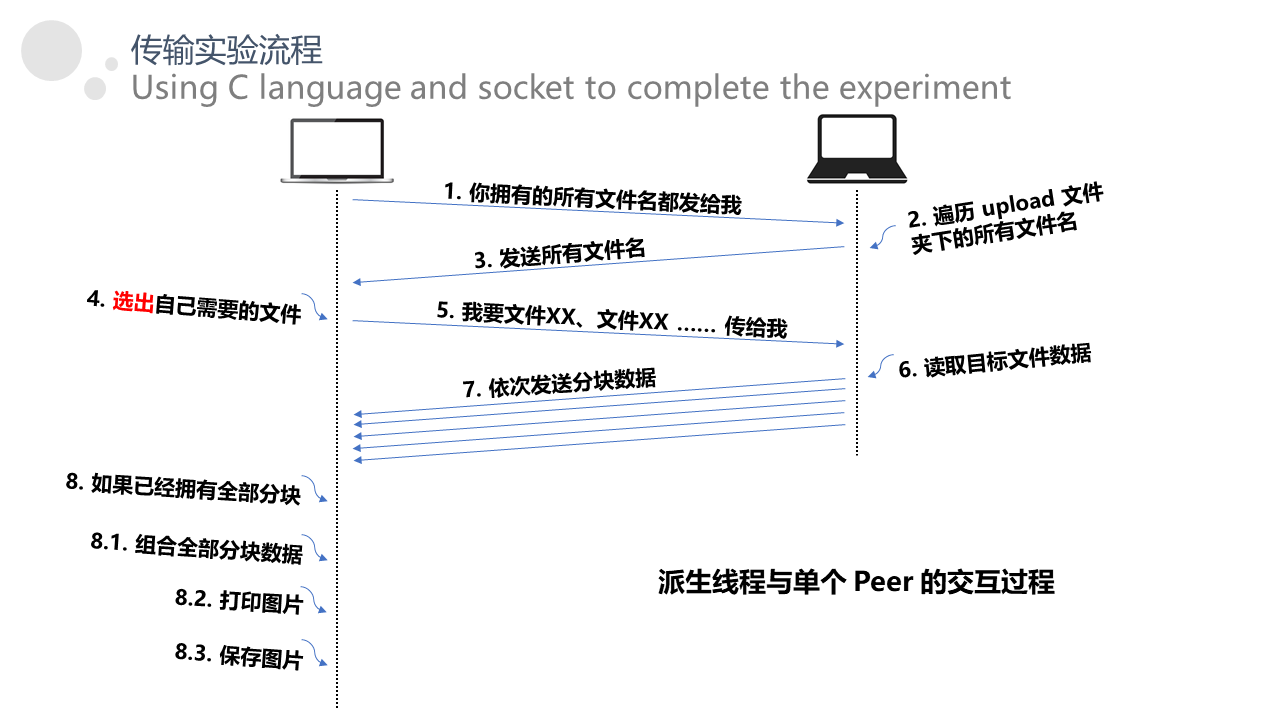 传输实验流程
Using C language and socket to complete the experiment
1. 你拥有的所有文件名都发给我
2. 遍历 upload 文件
夹下的所有文件名
3. 发送所有文件名
4. 选出自己需要的文件
5. 我要文件XX、文件XX …… 传给我
6. 读取目标文件数据
7. 依次发送分块数据
8. 如果已经拥有全部分块
8.1. 组合全部分块数据
8.2. 打印图片
8.3. 保存图片
派生线程与单个 Peer 的交互过程